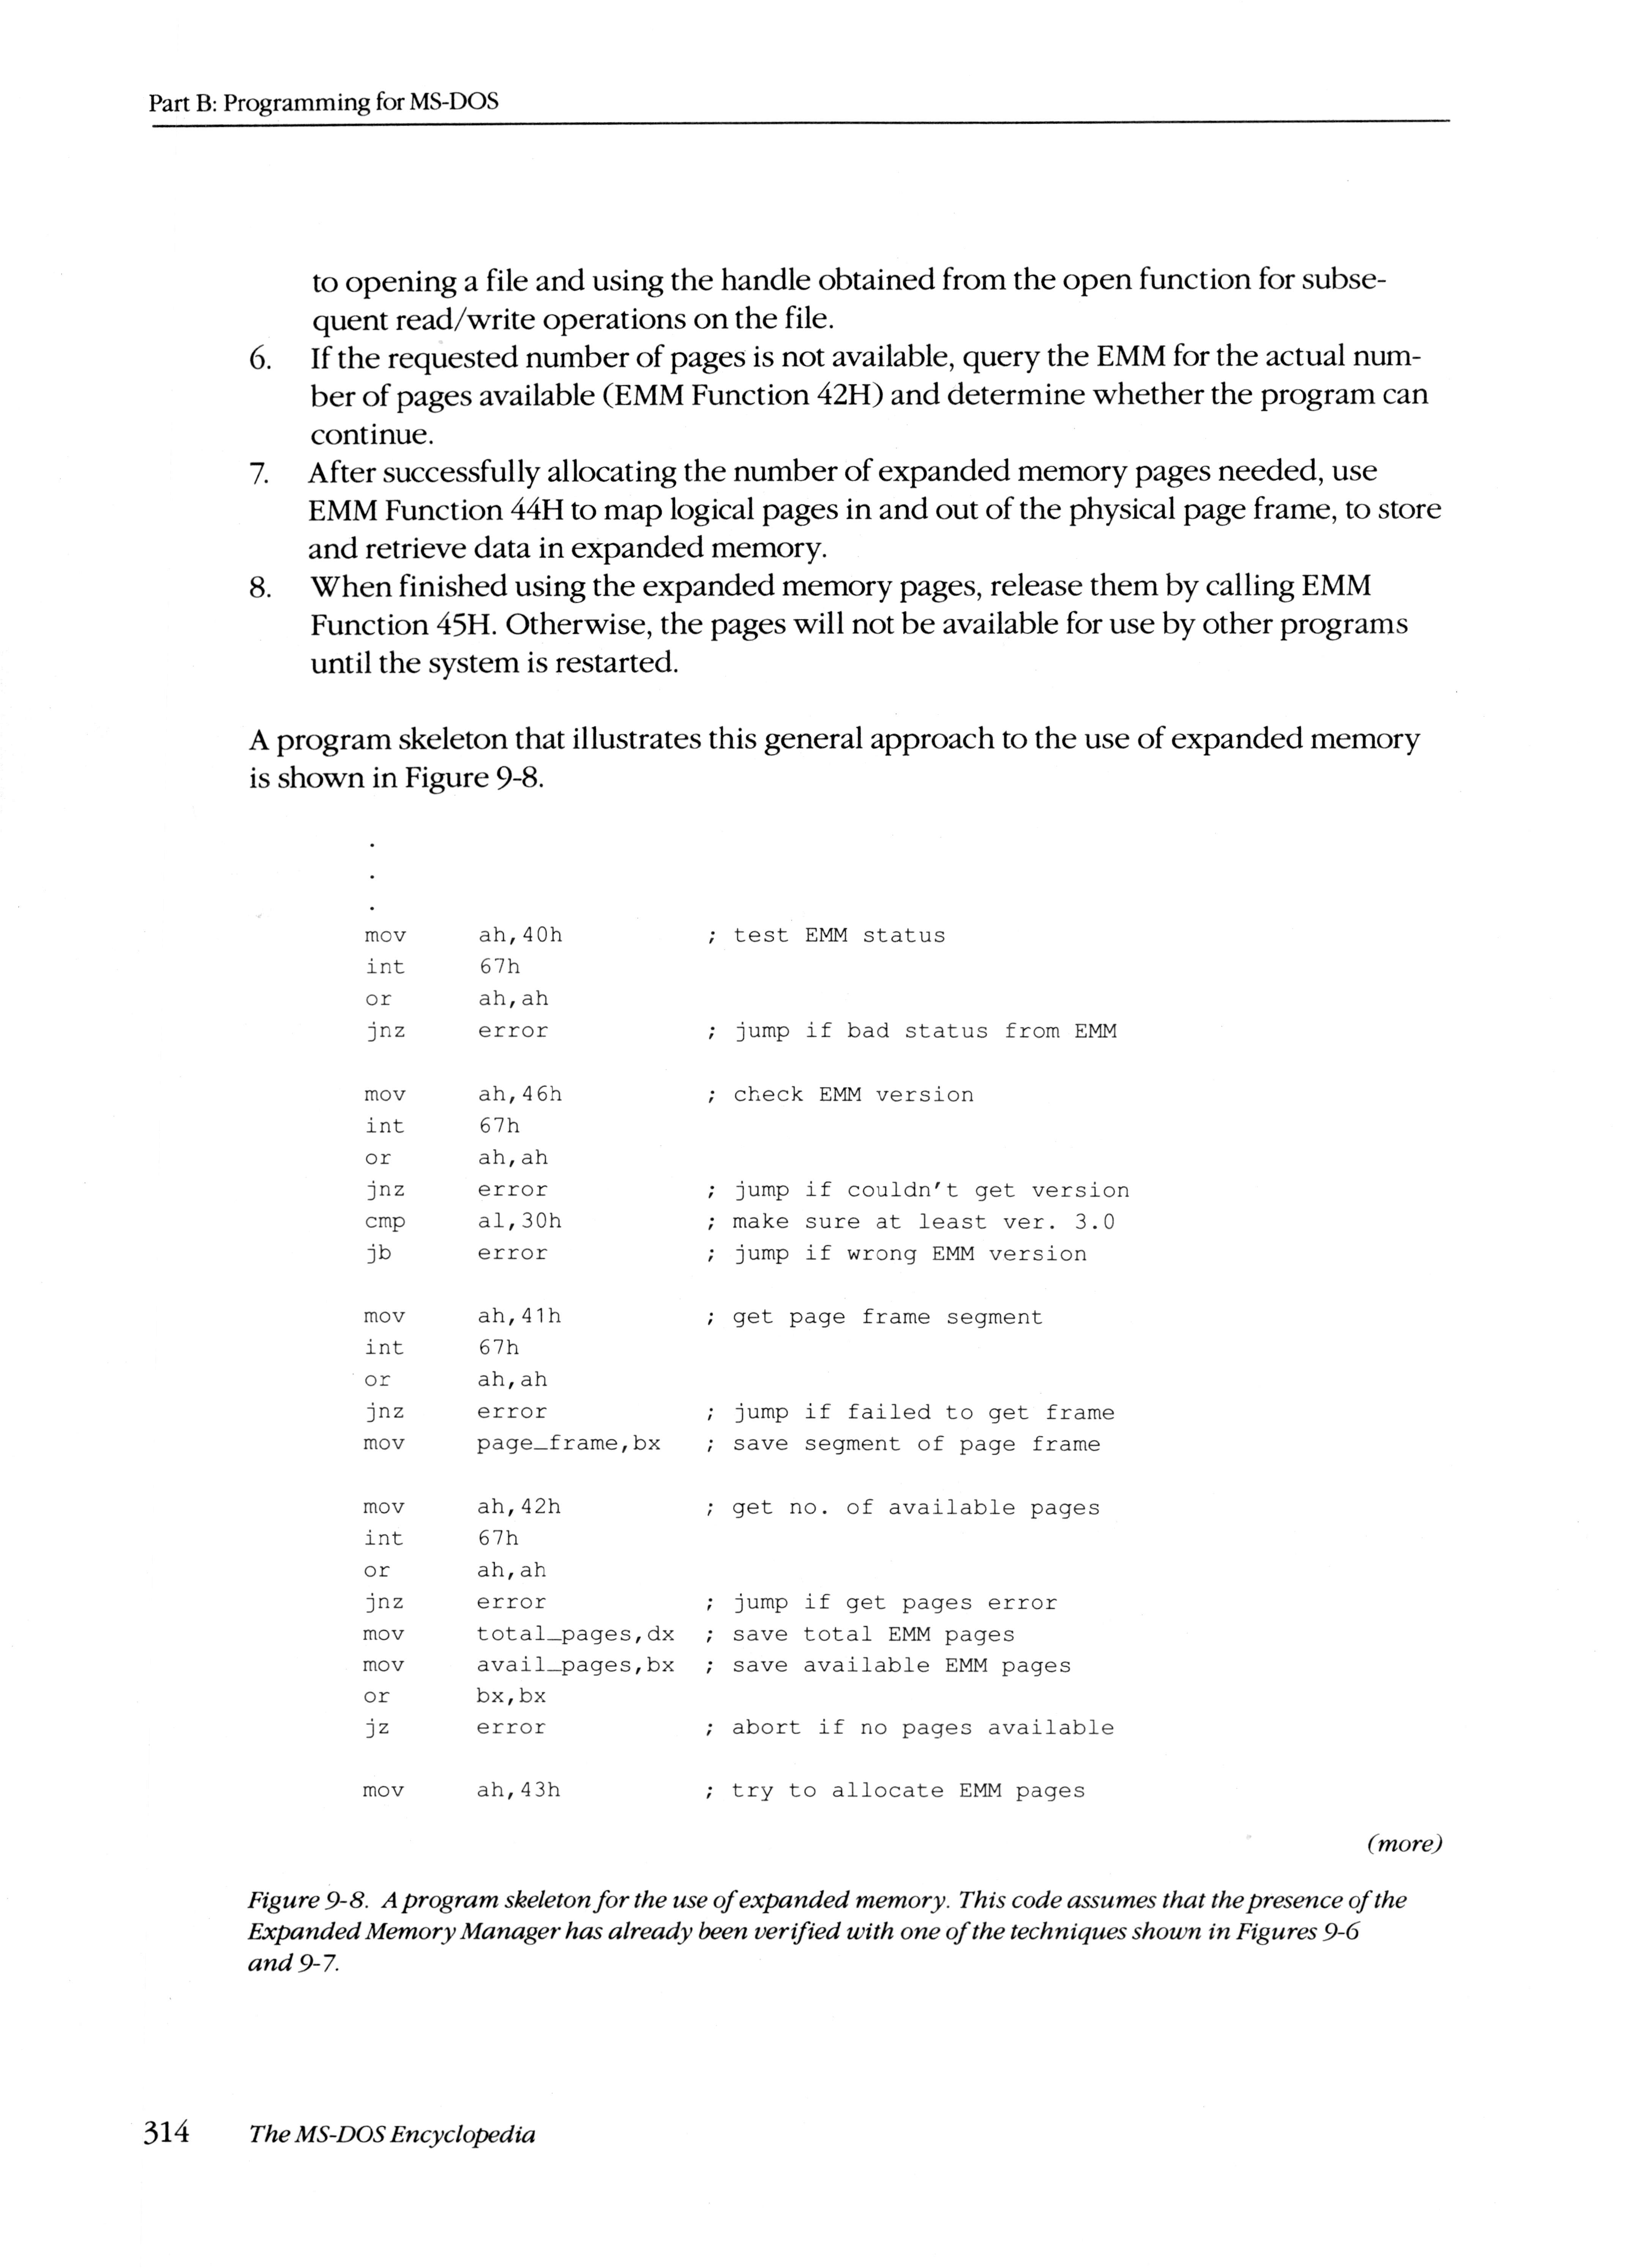 Part B: Programming for MS-DOS
to opening a file and using the handle obtained from the open function for subse-
quent read/write operations on the file.
6. If the requested number of pages is not available, query the EMM for the actual num-
ber of pages available (EMM Function 42H) and determine whether the program can
continue.
7. After successfully allocating the number of expanded memory pages needed, use
EMM Function 44H to map logical pages in and out of the physical page frame, to store
and retrieve data in expanded memory.
8. When finished using the expanded memory pages, release them by calling EMM
Function 45H. Otherwise, the pages will not be available for use by other programs
until the system is restarted.
A program skeleton that illustrates this general approach to the use of expanded memory
is shown in Figure 9-8.
.
.
.
mov ah,40h ; test EMM status
int 67h
or ah,ah
jnz error ; jump if bad status from EMM
mov ah,46h ; check EMM version
int 67h
or ah,ah
jnz error ; jump if couldn't get version
cmp al,30h ; make sure at least ver. 3.0
jb error ; jump if wrong EMM version
mov ah,41h ; get page frame segment
int 67h
or ah,ah
jnz error ; jump if failed to get frame
mov page_frame,bx ; save segment of page frame
mov ah,42h ; get no. of available pages
int 67h
or ah,ah
jnz error ; jump if get pages error
mov total_pages,dx ; save total EMM pages
mov avail_pages,bx ; save available EMM pages
or bx,bx
jz error ; abort if no pages available
mov ah,43h ; try to allocate EMM pages
(more)
Figure 9-8. A program skeleton for the use of expanded memory. This code assumes that the presence of the
Expanded Memory Manager has already been verified with one of the techniques shown in Figures 9-6
and 9-7.
314 The MS-DOS Encyclopedia